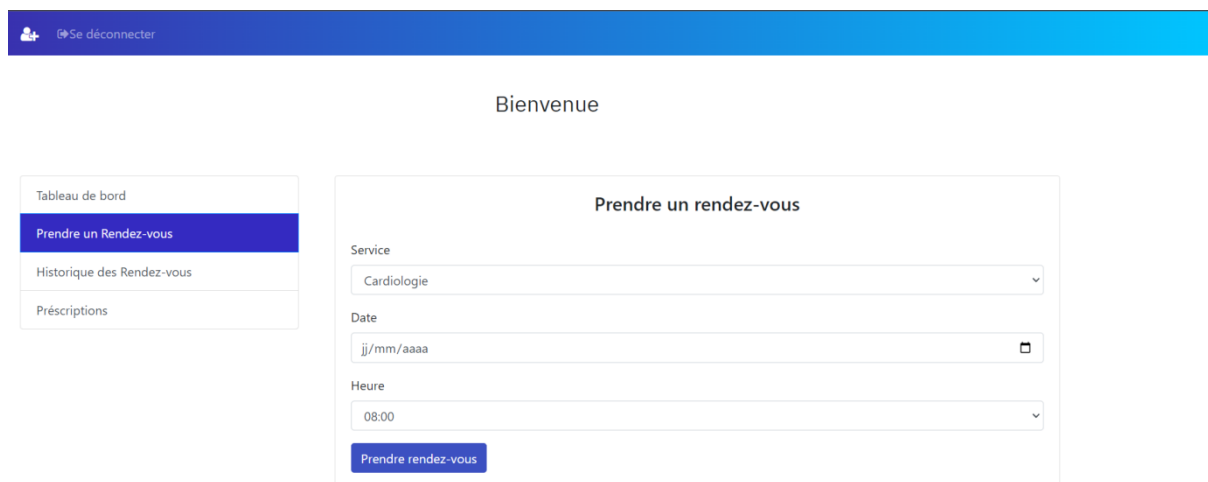 Se déconnecter
Bienvenue
Tableau de bord
Prendre un Rendez-vous
Historique des Rendez-vous
Préscriptions
Prendre un rendez-vous
Service
Cardiologie
Date
jj/mm/aaaa
Heure
08:00
Prendre rendez-vous